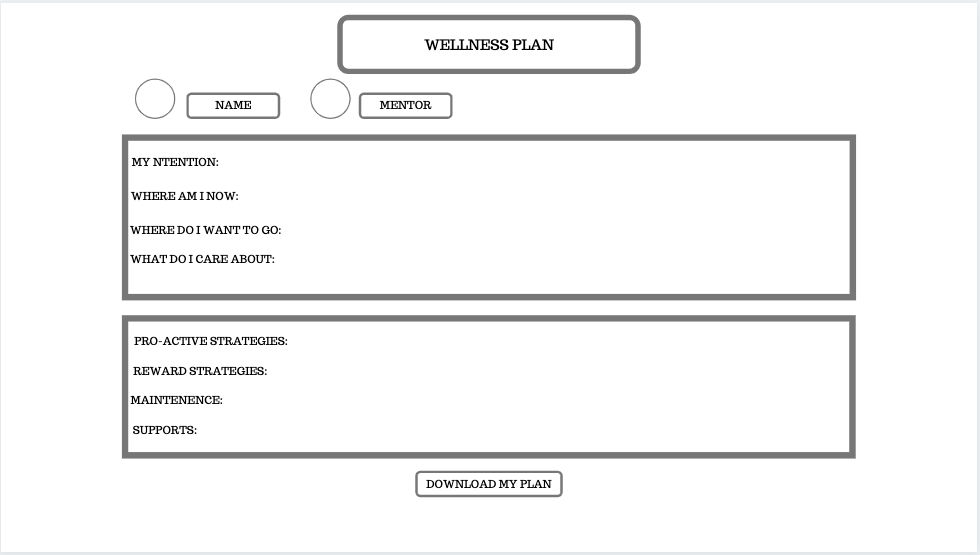 WELLNESS PLAN
NAME
MENTOR
MY NTENTION:
WHERE AM I NOW:
WHERE DO I WANT TO GO:
WHAT DO I CARE ABOUT:
PRO-ACTIVE STRATEGIES:
REWARD STRATEGIES:
MAINTENENCE:
SUPPORTS:
DOWNLOAD MY PLAN